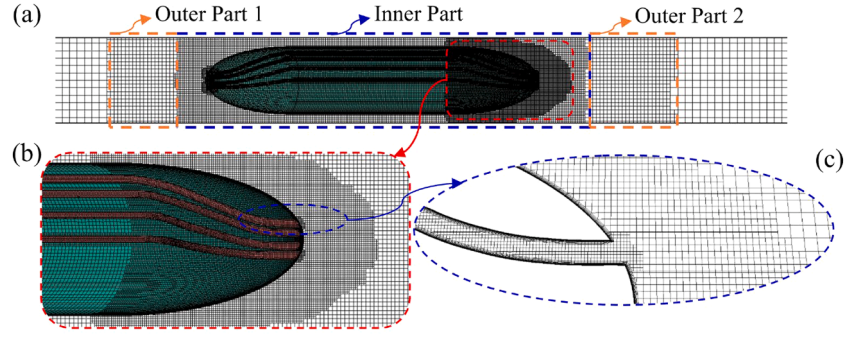 (a)
Outer Part 1
Inner Part
Outer Part 2
(b)
(c)